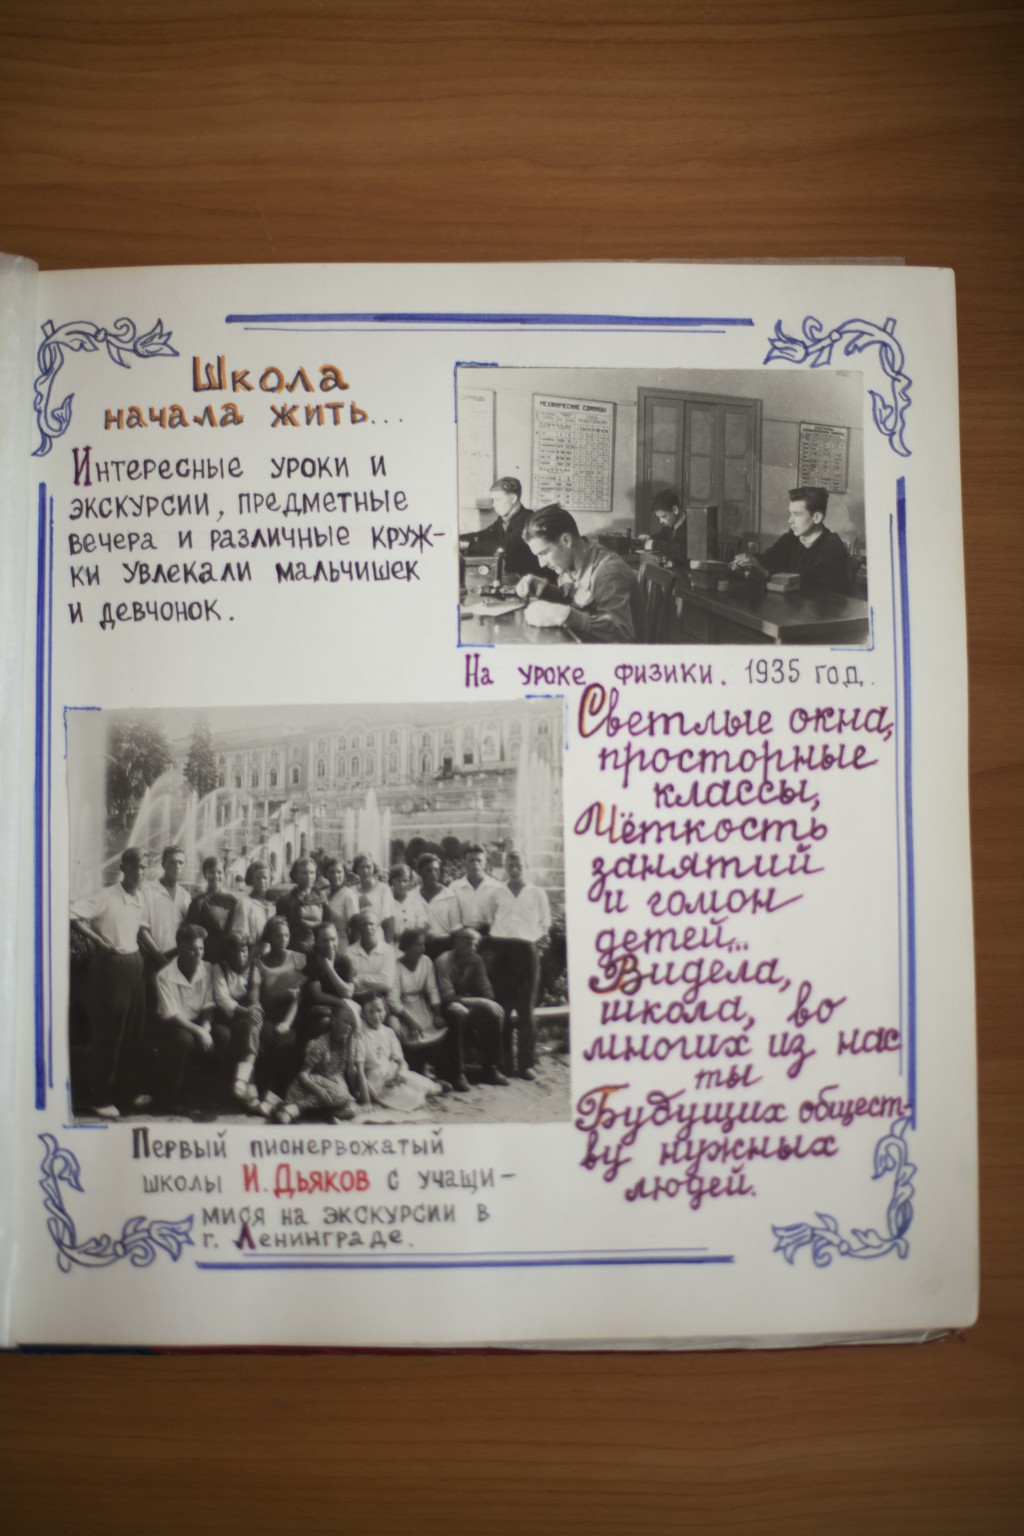 Школа
начала жить...
Интересные уроки и
экскурсии, предметные
вечера и различные круж-
ки увлекали мальчишек
и девчонок.
МЕХАНИЧЕСКИЕ ЕДИНИЦЫ
На уроке физики. 1935 год.
Светлые окна,
просторные
классы,
Чёткость
занятий
и гомон
детей...
Видела,
школа, во
многих из нас
ты
Будущих общест-
ву нужных
людей.
Первый пионервожатый
школы И. Дьяков с учащи-
мися на экскурсии в
г. Ленинграде.